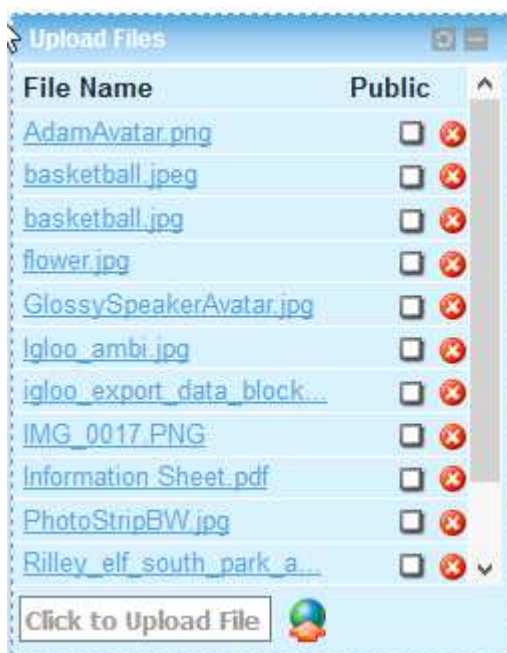 Upload Files
File Name Public
AdamAvatar.png
basketball.jpeg
basketball.jpg
flower.jpg
GlossySpeakerAvatar.jpg
Igloo_ambi.jpg
igloo_export_data_block...
IMG_0017.PNG
Information Sheet.pdf
PhotoStripBW.jpg
Rilley_elf_south_park_a...
Click to Upload File